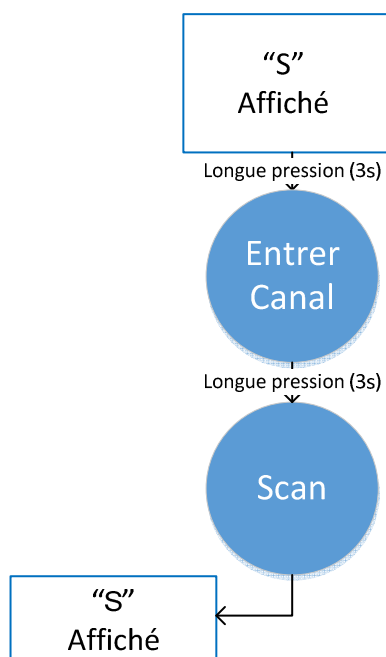 “S”
Affiché
Longue pression (3s)
Entrer
Canal
Longue pression (3s)
Scan
“S”
Affiché